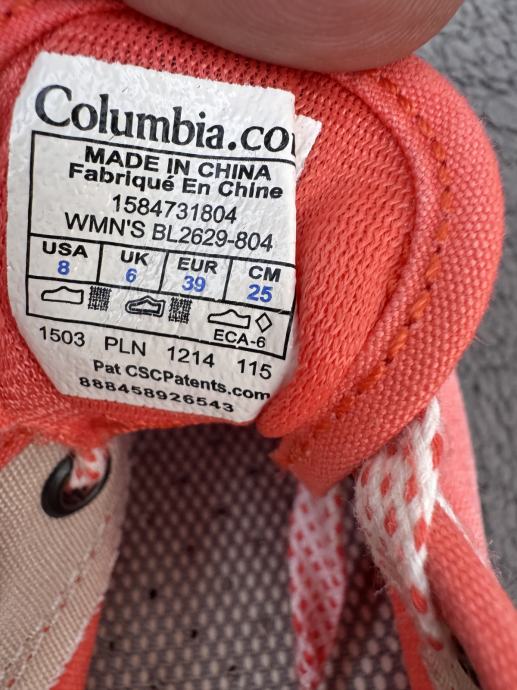 Columbia.co
MADE IN CHINA
Fabriqué En Chine
1584731804
WMN'S BL2629-804
USA UK EUR CM
8 6 39 25
ECA-6
1503 PLN 1214 115
Pat CSCPatents.com
888458926543